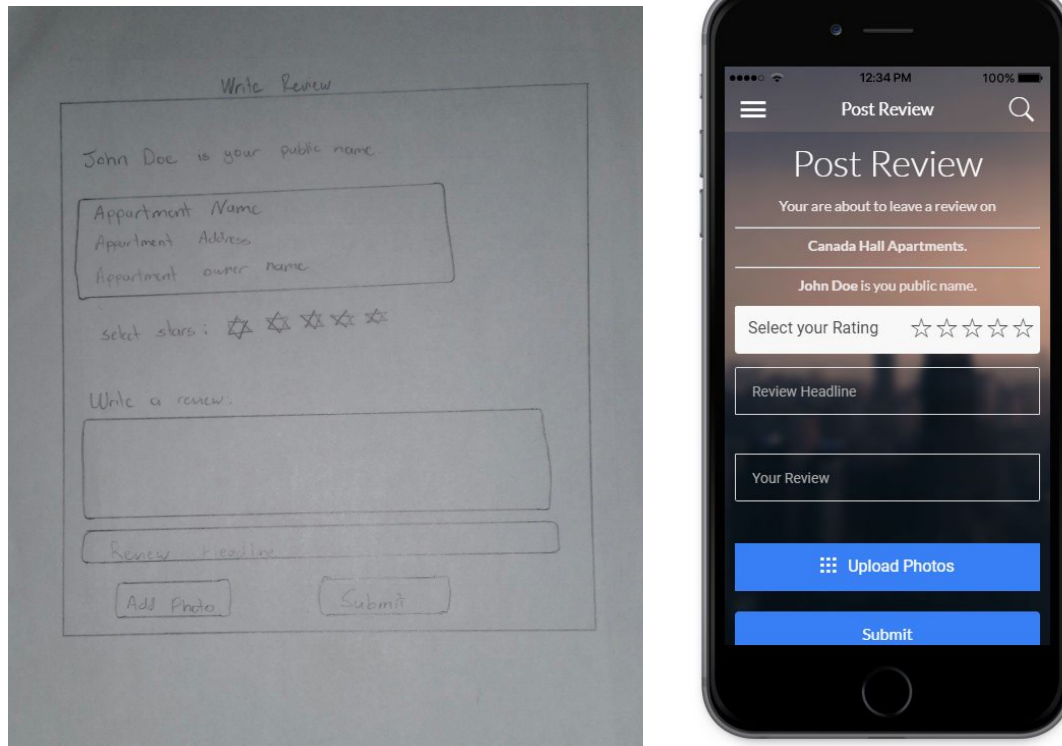 Write Review
John Doe is your public name
Appartment Name
Appartment Address
Appartment owner name
select stars:
Write a review:
Review Headline
Add Photo
Submit
12:34 PM
100%
Post Review
Post Review
Your are about to leave a review on
Canada Hall Apartments.
John Doe is you public name.
Select your Rating
Review Headline
Your Review
Upload Photos
Submit